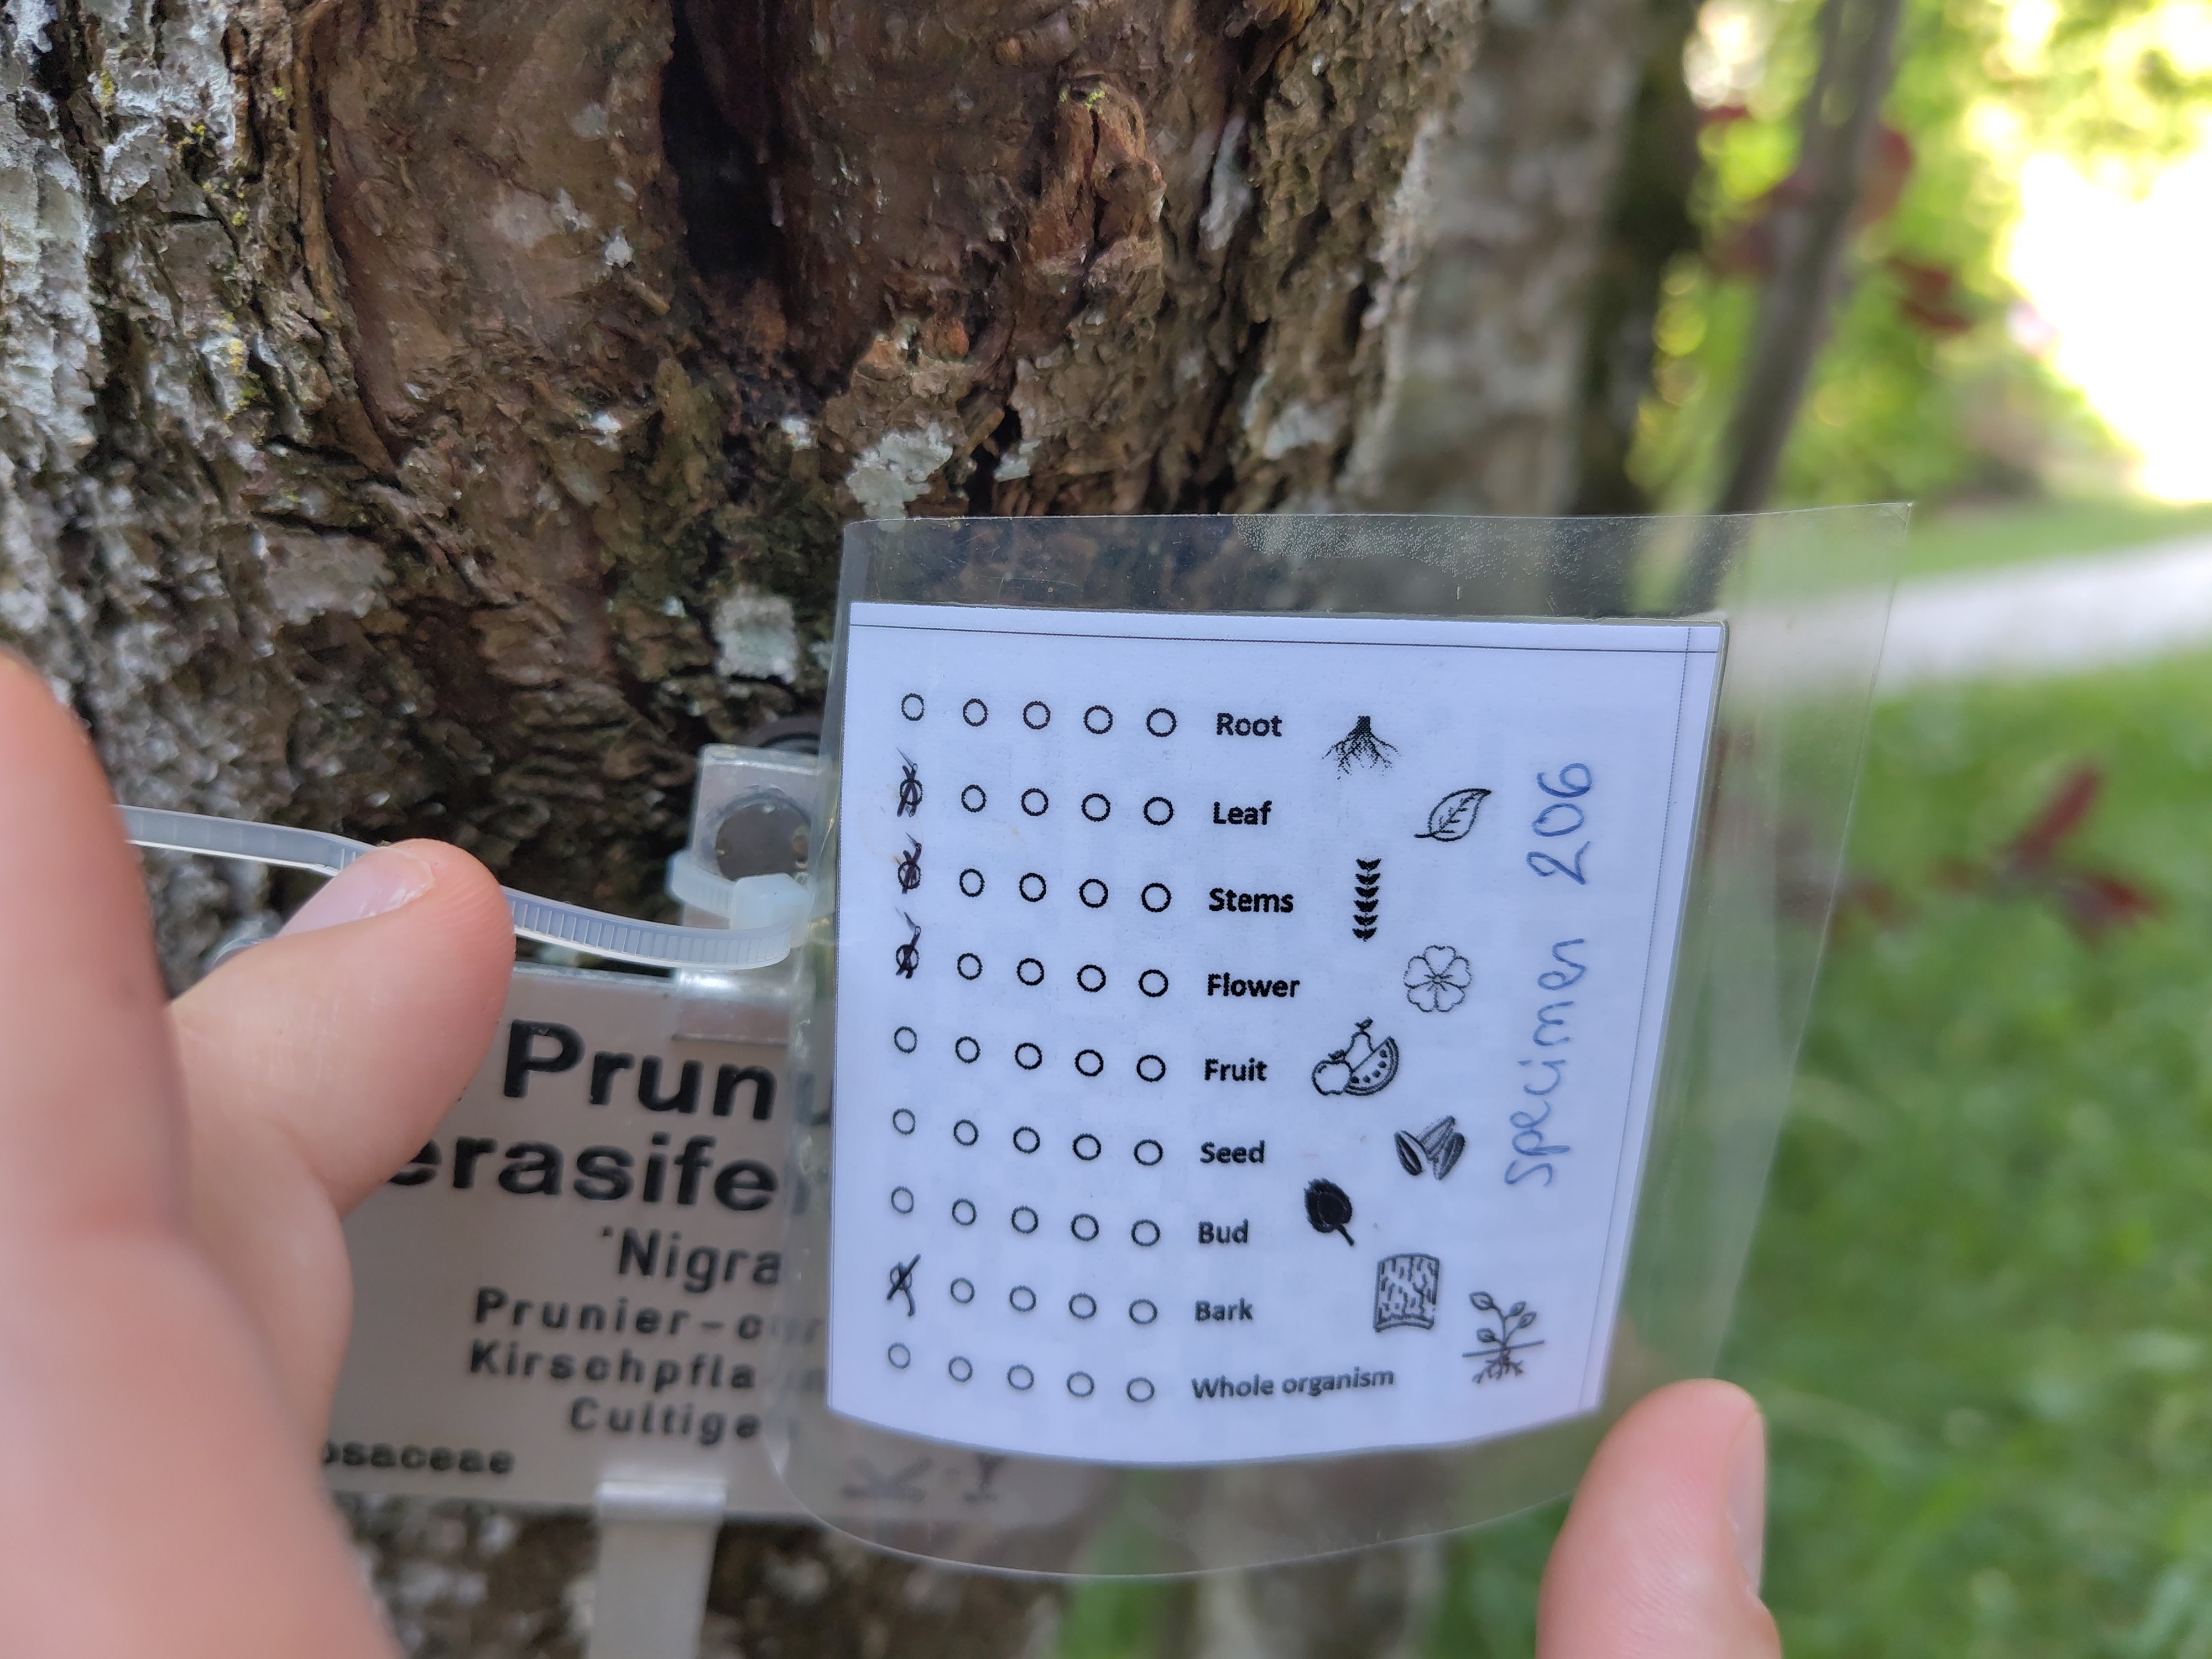 Root
Leaf
Stems
Flower
Fruit
Seed
Bud
Bark
Whole organism
Specimen 206
Prun
erasife
'Nigra
Prunier-c
Kirschpfla
Cultige
osaceae